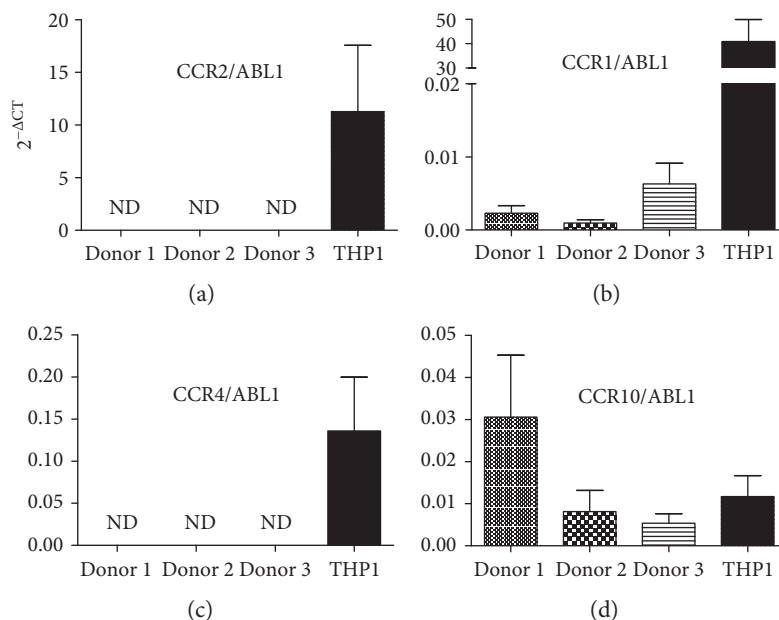 CCR2/ABL1
2−ΔCT
20
15
10
5
0
ND ND ND
Donor 1 Donor 2 Donor 3 THP1
(a)
CCR1/ABL1
50
40
30
0.02
0.01
0.00
Donor 1 Donor 2 Donor 3 THP1
(b)
CCR4/ABL1
0.25
0.20
0.15
0.10
0.05
0.00
ND ND ND
Donor 1 Donor 2 Donor 3 THP1
(c)
CCR10/ABL1
0.05
0.04
0.03
0.02
0.01
0.00
Donor 1 Donor 2 Donor 3 THP1
(d)